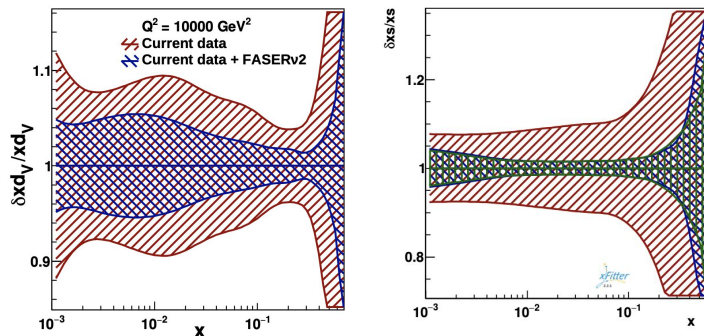 Q² = 10000 GeV²
Current data
Current data + FASERν2
δxd_V/xd_V
1.1
1
0.9
10⁻³
10⁻²
10⁻¹
x
δxs/xs
1.2
1
0.8
xFitter
10⁻³
10⁻²
10⁻¹
x